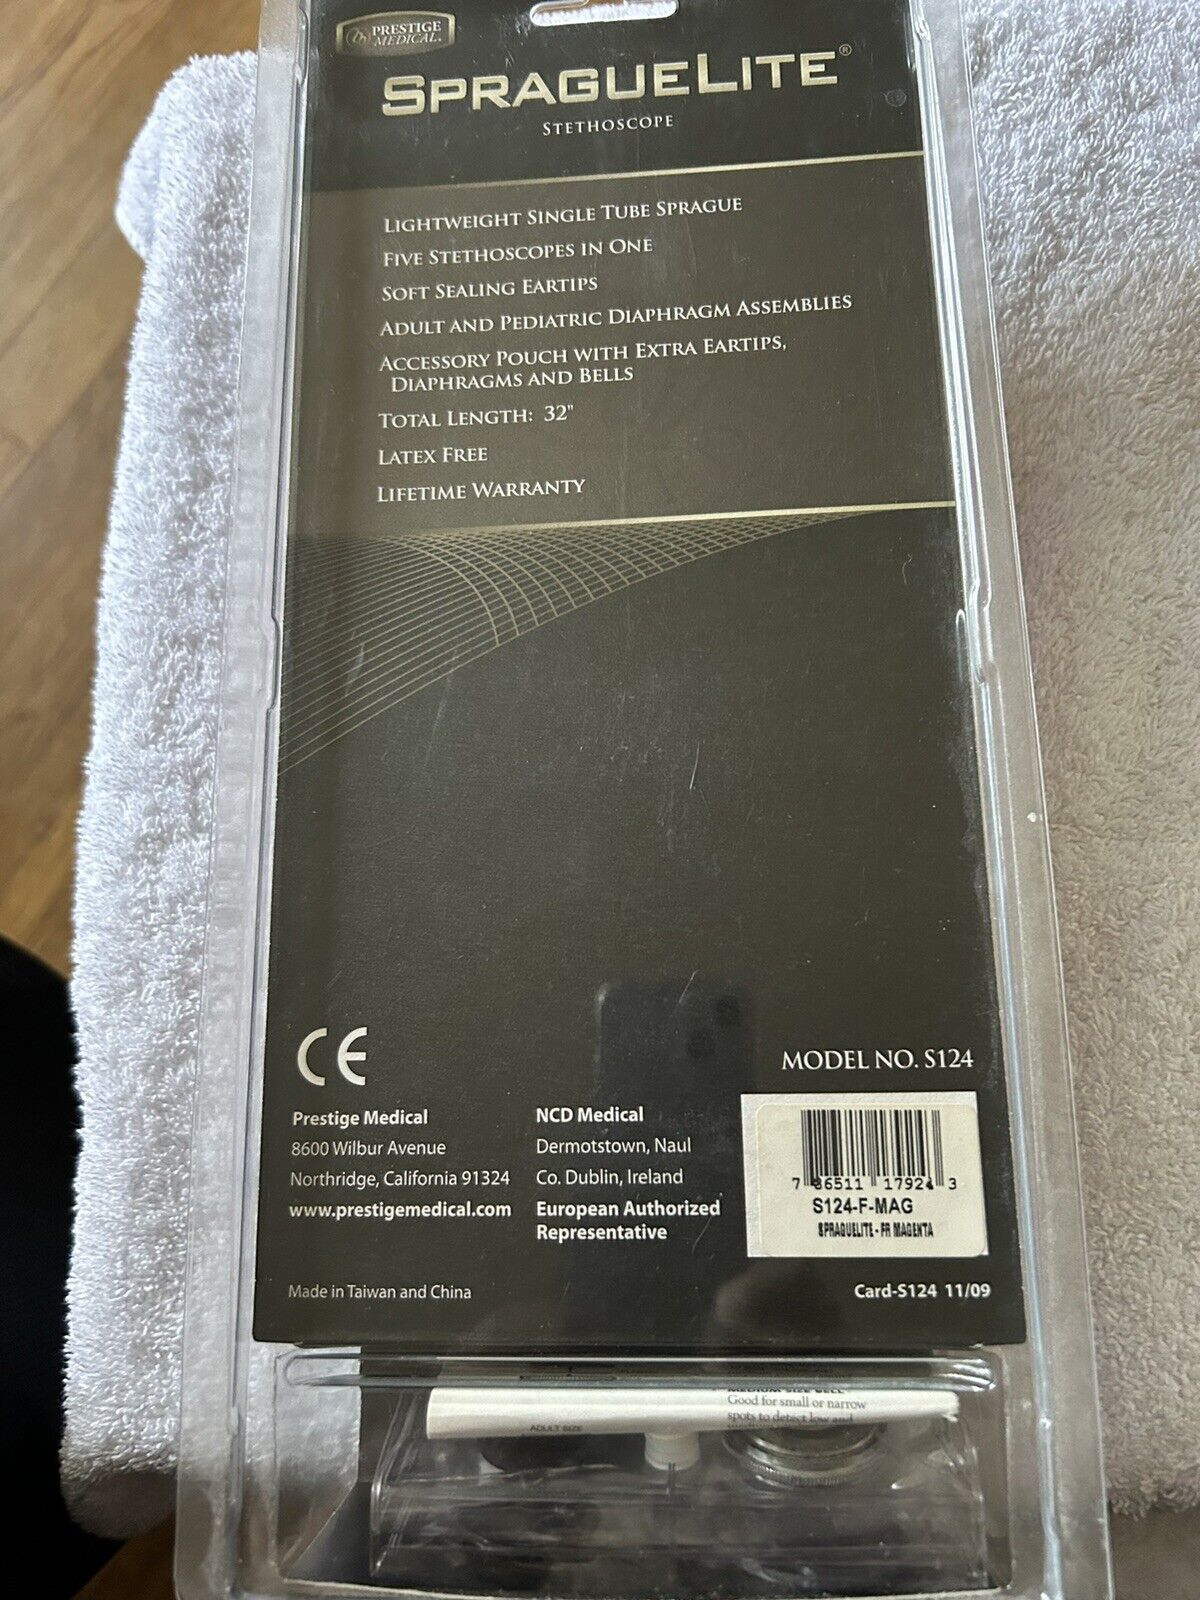 PRESTIGE
MEDICAL®
SPRAGUELITE®
STETHOSCOPE
LIGHTWEIGHT SINGLE TUBE SPRAGUE
FIVE STETHOSCOPES IN ONE
SOFT SEALING EARTIPS
ADULT AND PEDIATRIC DIAPHRAGM ASSEMBLIES
ACCESSORY POUCH WITH EXTRA EARTIPS,
DIAPHRAGMS AND BELLS
TOTAL LENGTH: 32"
LATEX FREE
LIFETIME WARRANTY
CE
MODEL NO. S124
Prestige Medical
8600 Wilbur Avenue
Northridge, California 91324
www.prestigemedical.com
NCD Medical
Dermotstown, Naul
Co. Dublin, Ireland
European Authorized
Representative
7 86511 17924 3
S124-F-MAG
SPRAGUELITE - FR MAGENTA
Made in Taiwan and China
Card-S124 11/09
MEDIUM SIZE BELL
Good for small or narrow
spots to detect low and
ADULT SIZE